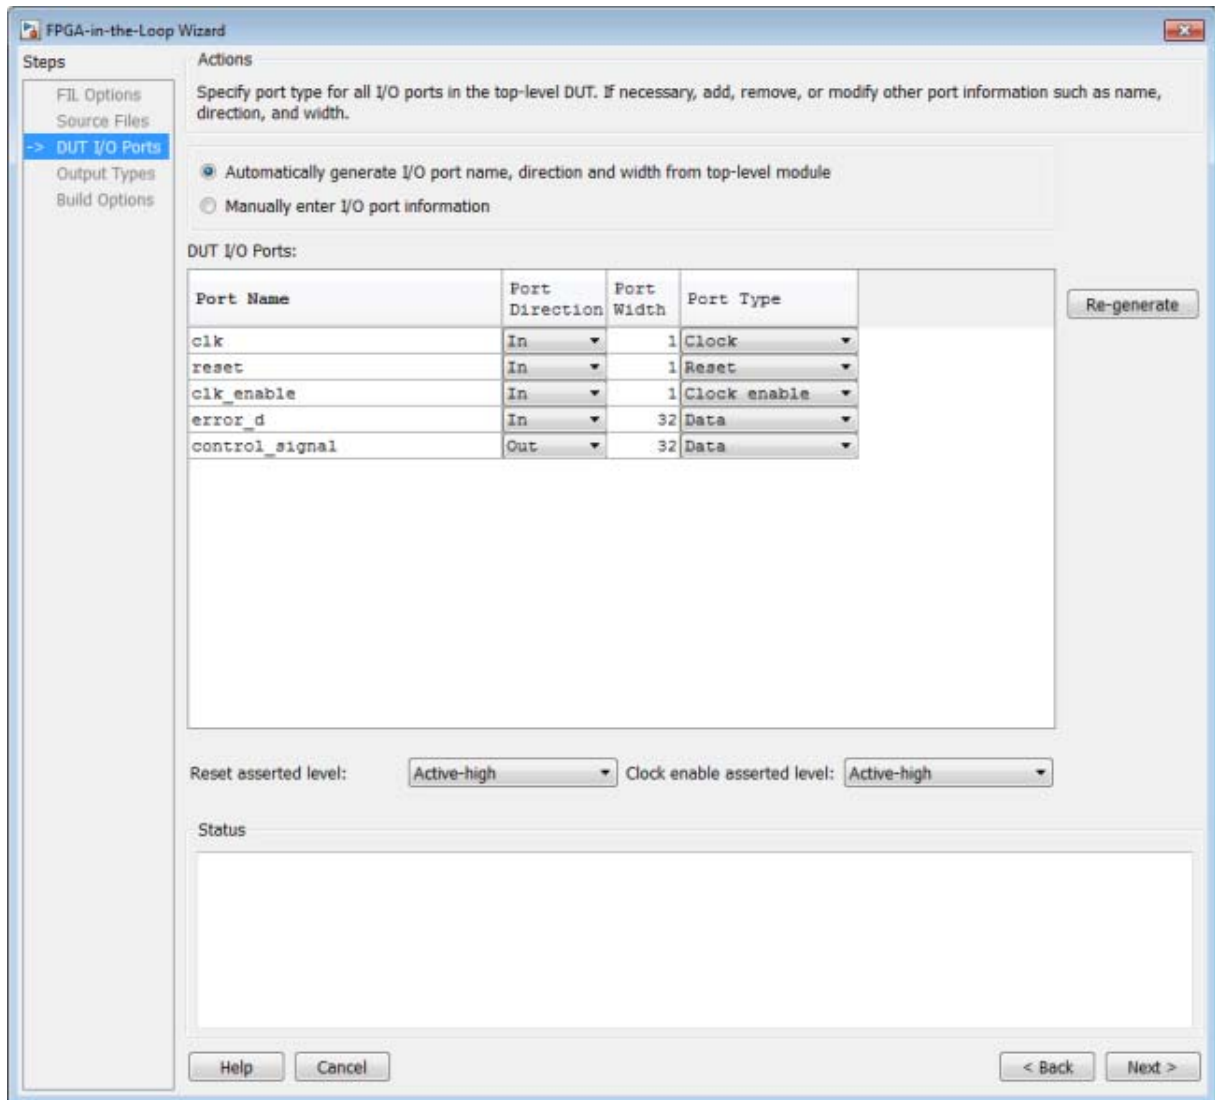 FPGA-in-the-Loop Wizard
Steps
FIL Options
Source Files
-> DUT I/O Ports
Output Types
Build Options
Actions
Specify port type for all I/O ports in the top-level DUT. If necessary, add, remove, or modify other port information such as name,
direction, and width.
Automatically generate I/O port name, direction and width from top-level module
Manually enter I/O port information
DUT I/O Ports:
Port Name Port Direction Port Width Port Type
clk In 1 Clock
reset In 1 Reset
clk_enable In 1 Clock enable
error_d In 32 Data
control_signal Out 32 Data
Re-generate
Reset asserted level: Active-high Clock enable asserted level: Active-high
Status
Help Cancel < Back Next >